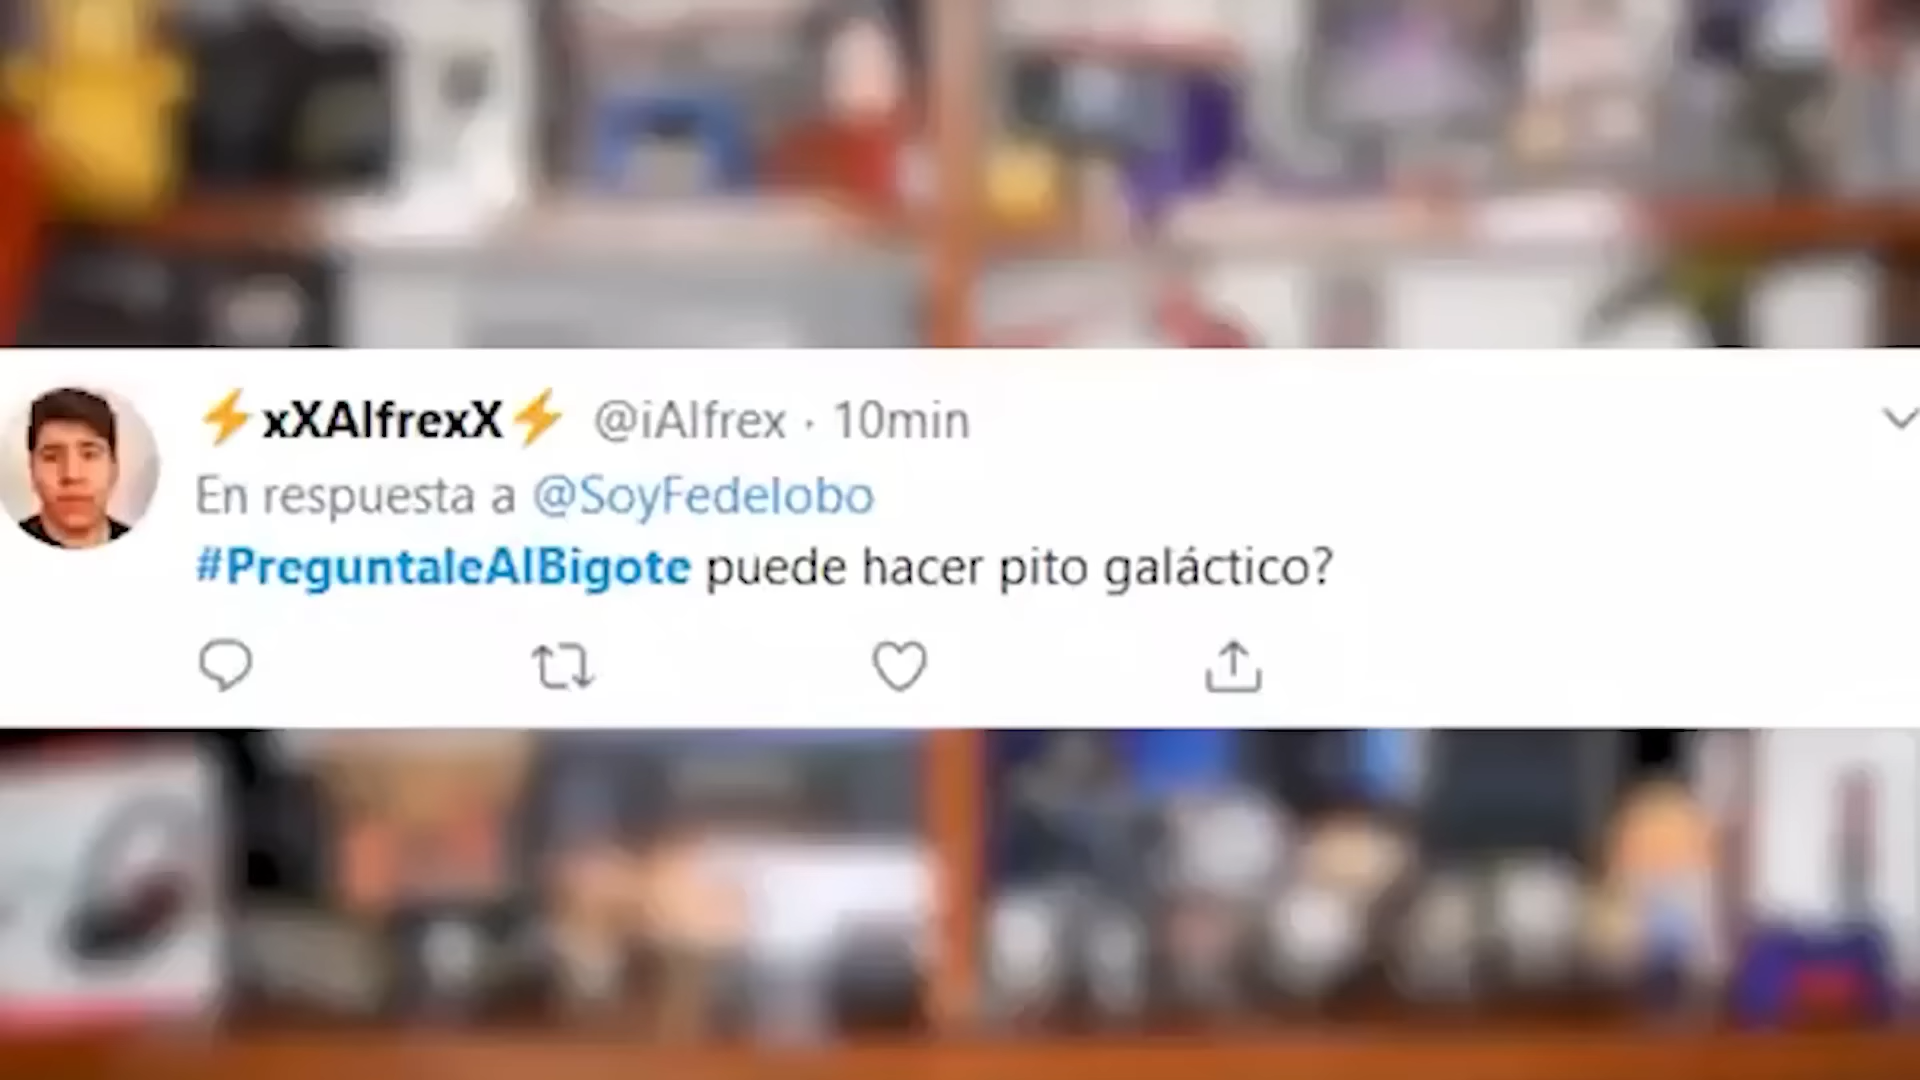 ⚡xXAlfrexX⚡ @iAlfrex · 10min
En respuesta a @SoyFedelobo
#PreguntaleAlBigote puede hacer pito galáctico?